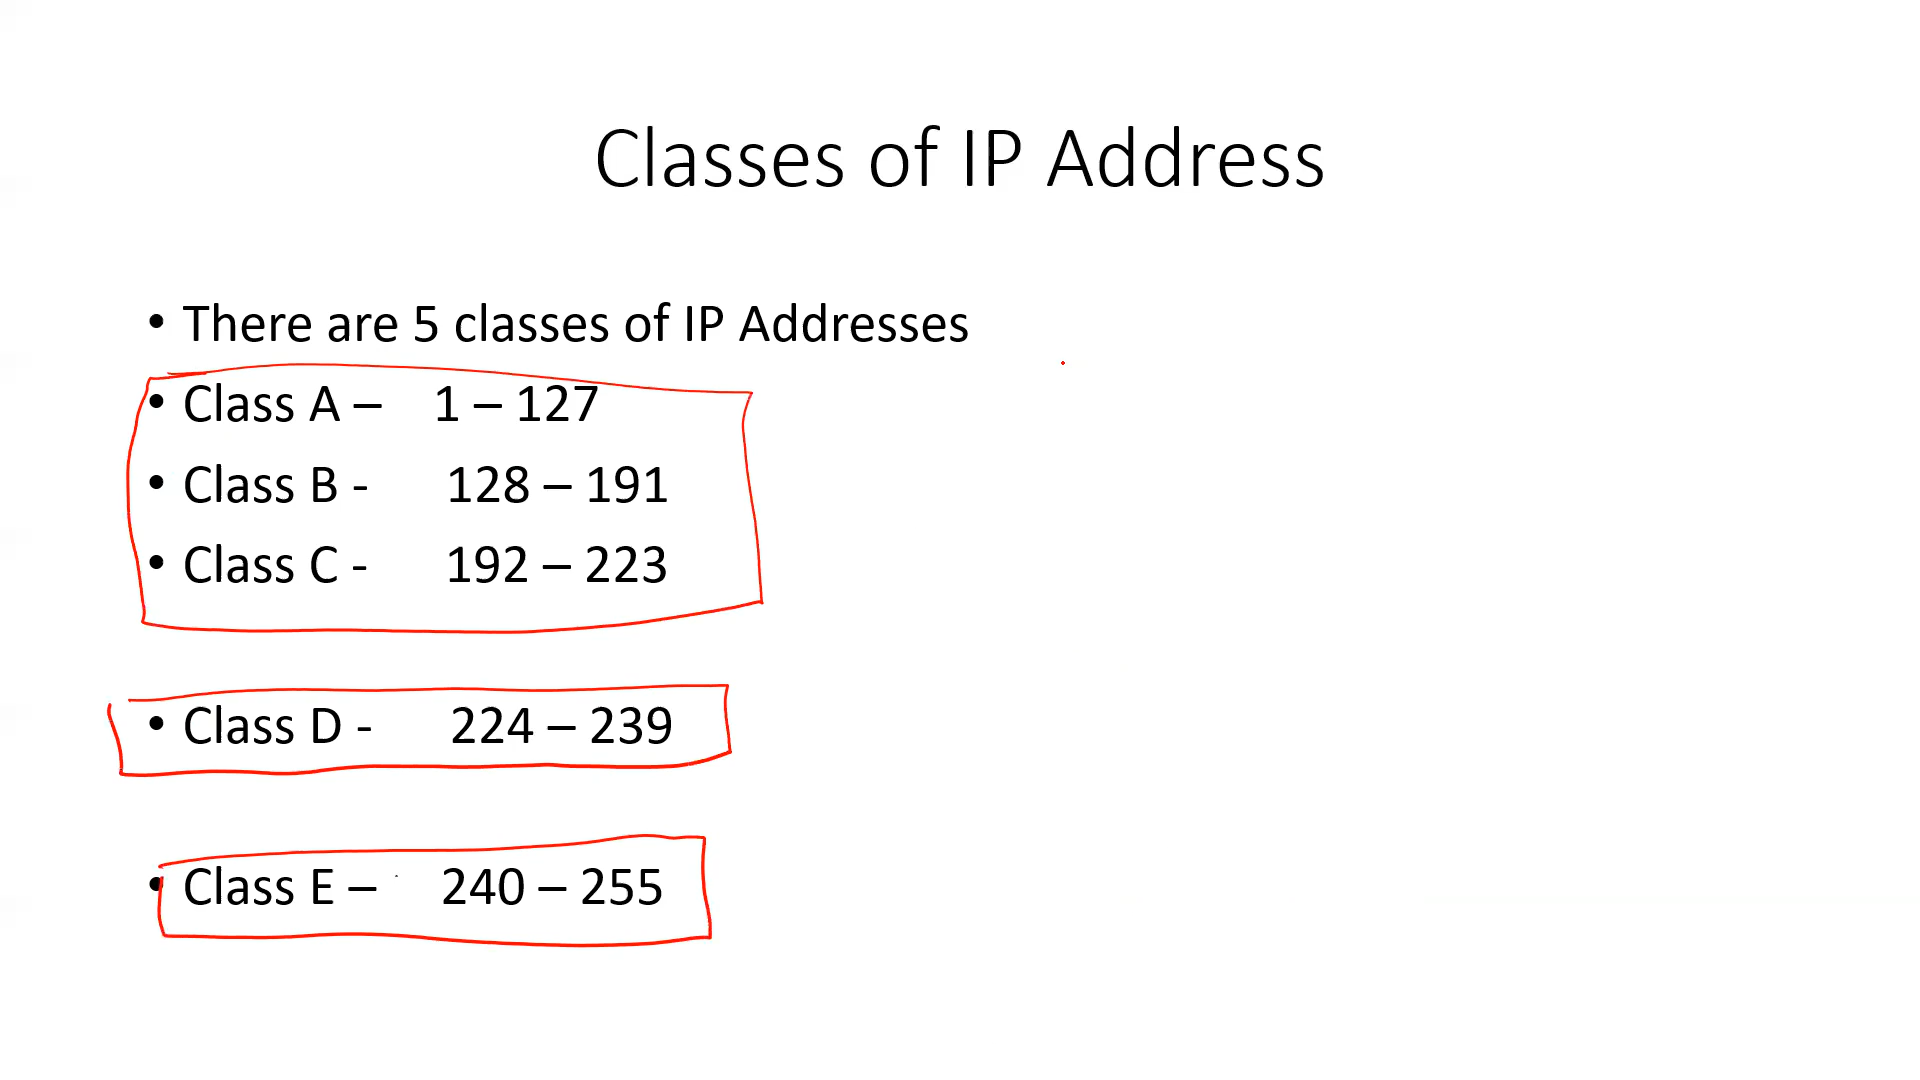 Classes of IP Address
• There are 5 classes of IP Addresses
• Class A – 1 – 127
• Class B - 128 – 191
• Class C - 192 – 223
• Class D - 224 – 239
• Class E – 240 – 255